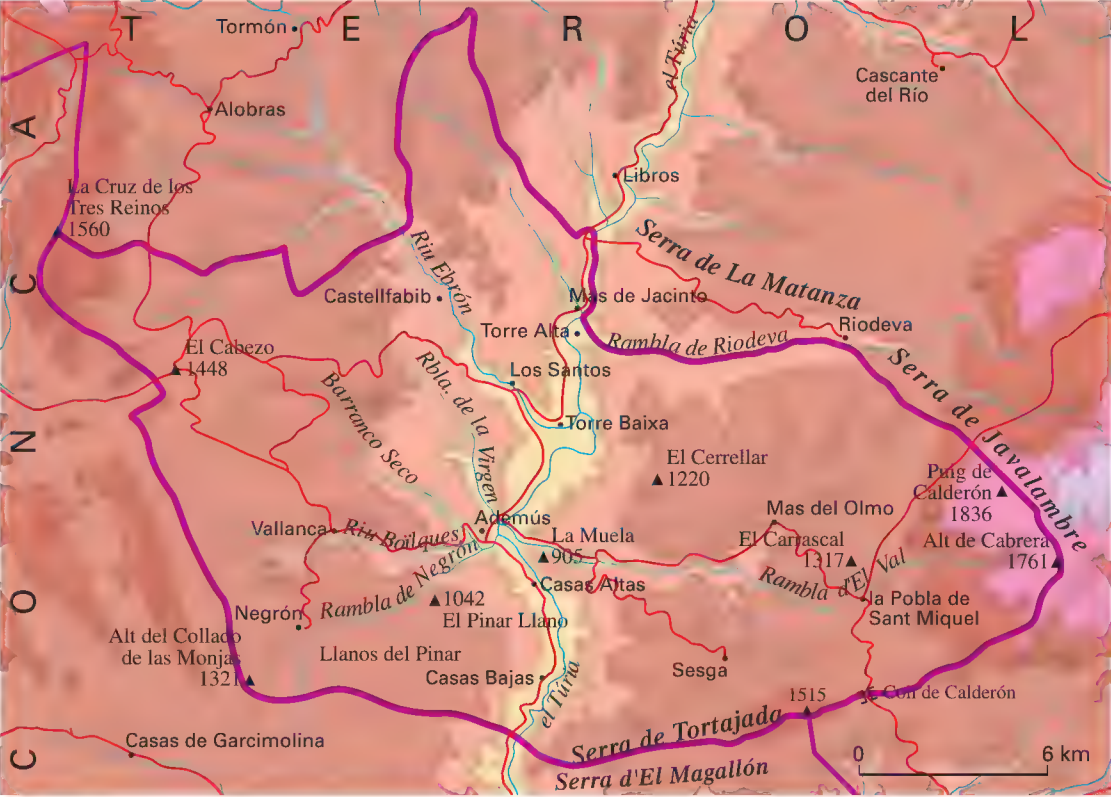 T E R O L
Tormón
el Túria
Cascante
del Río
Alobras
A C N O C
Libros
La Cruz de los
Tres Reinos
1560
Serra de La Matanza
Riu Ebrón
Castellfabib
Mas de Jacinto
Torre Alta
Rambla de Riodeva
Riodeva
El Cabezo
1448
Rbla. de la Virgen
Los Santos
Serra de Javalambre
Barranco Seco
Torre Baixa
El Cerrellar
1220
Puig de
Calderón
1836
Vallanca
Riu Boïlques
Ademús
La Muela
905
Mas del Olmo
El Carrascal
1317
Alt de Cabrera
1761
Rambla de Negrón
Casas Altas
Rambla d'El Val
Negrón
1042
El Pinar Llano
la Pobla de
Sant Miquel
Alt del Collado
de las Monjas
1321
Llanos del Pinar
Casas Bajas
el Túria
Sesga
1515
Coll de Calderón
Casas de Garcimolina
Serra de Tortajada
Serra d'El Magallón
0 6 km